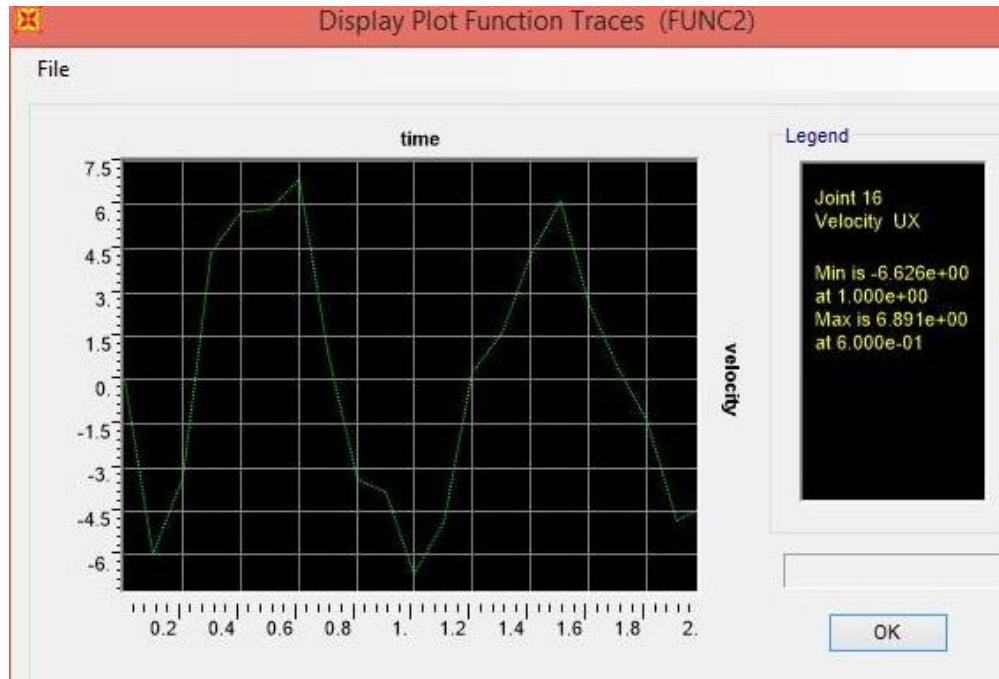 Display Plot Function Traces (FUNC2)
File
time
7.5
6.
4.5
3.
1.5
0.
-1.5
-3.
-4.5
-6.
0.2 0.4 0.6 0.8 1. 1.2 1.4 1.6 1.8 2.
velocity
Legend
Joint 16
Velocity UX
Min is -6.626e+00
at 1.000e+00
Max is 6.891e+00
at 6.000e-01
OK